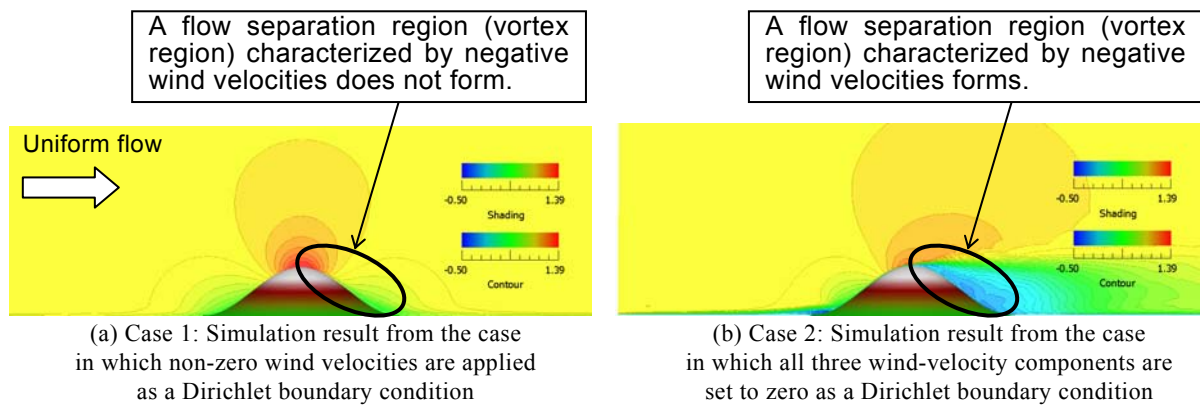 A flow separation region (vortex
region) characterized by negative
wind velocities does not form.
Uniform flow
-0.50 1.39
Shading
-0.50 1.39
Contour
(a) Case 1: Simulation result from the case
in which non-zero wind velocities are applied
as a Dirichlet boundary condition
A flow separation region (vortex
region) characterized by negative
wind velocities forms.
-0.50 1.39
Shading
-0.50 1.39
Contour
(b) Case 2: Simulation result from the case
in which all three wind-velocity components are
set to zero as a Dirichlet boundary condition